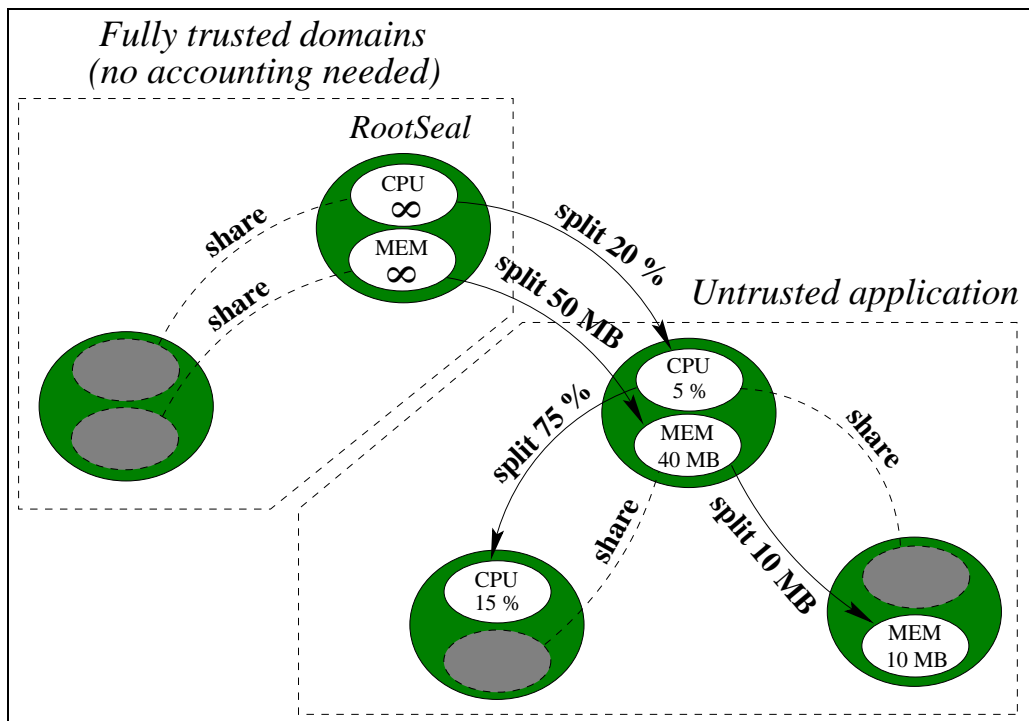 Fully trusted domains
(no accounting needed)
RootSeal
CPU
∞
MEM
∞
share
share
split 20 %
split 50 MB
Untrusted application
CPU
5 %
MEM
40 MB
split 75 %
share
share
split 10 MB
CPU
15 %
MEM
10 MB